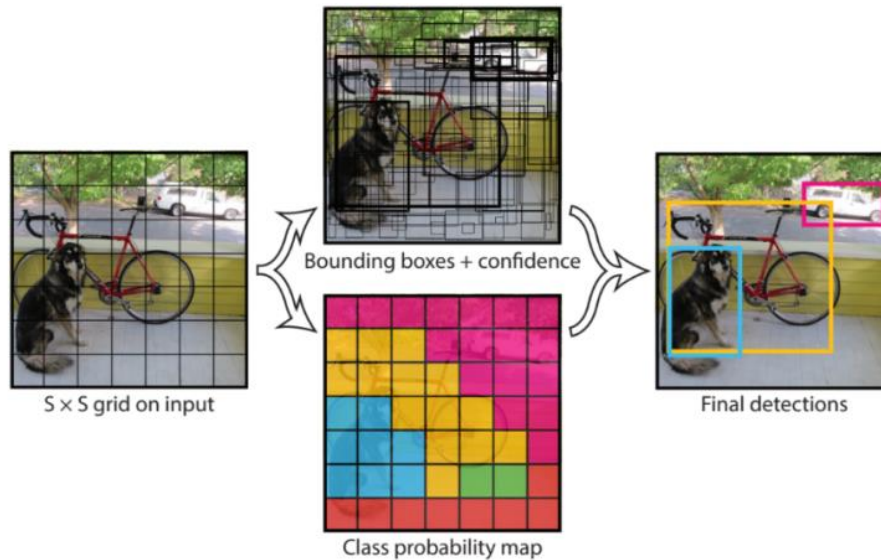 Bounding boxes + confidence
S × S grid on input
Final detections
Class probability map